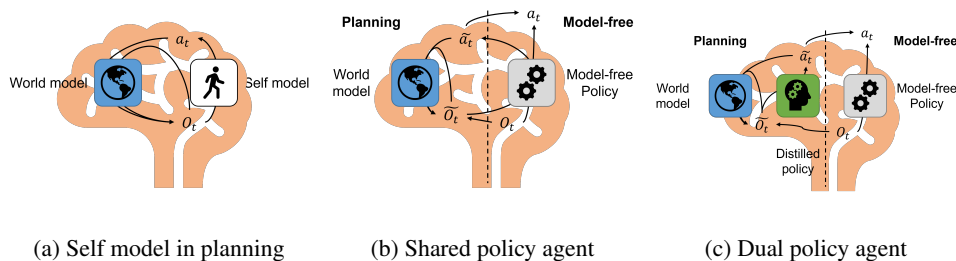 a_t
World model
Self model
O_t
(a) Self model in planning
Planning
a_t
Model-free
ã_t
World
model
Model-free
Policy
Õ_t
O_t
(b) Shared policy agent
Planning
a_t
Model-free
ã_t
World
model
Model-free
Policy
Õ_t
O_t
Distilled
policy
(c) Dual policy agent